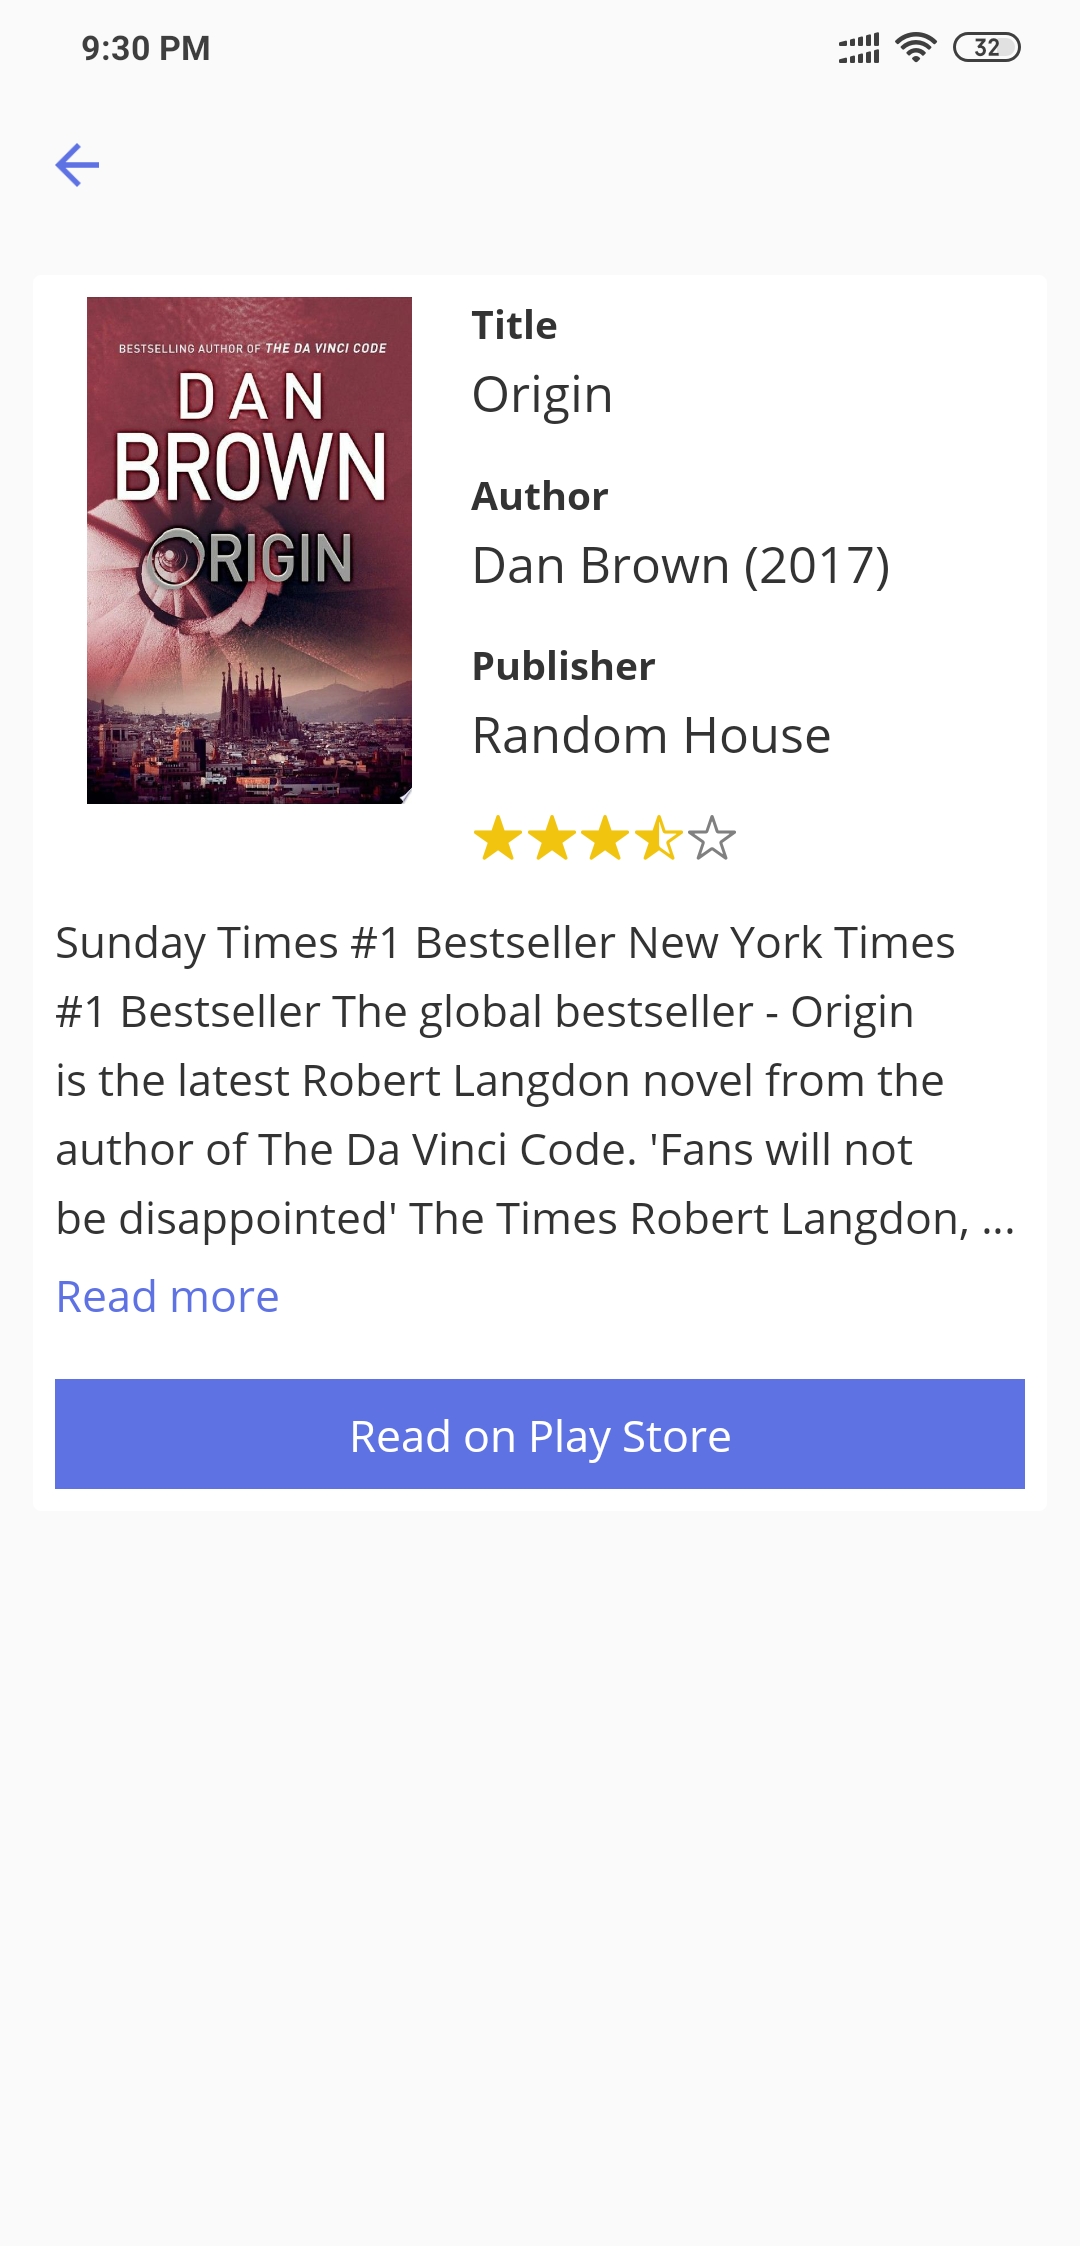 9:30 PM
32
BESTSELLING AUTHOR OF THE DA VINCI CODE
DAN
BROWN
ORIGIN
Title
Origin
Author
Dan Brown (2017)
Publisher
Random House
Sunday Times #1 Bestseller New York Times
#1 Bestseller The global bestseller - Origin
is the latest Robert Langdon novel from the
author of The Da Vinci Code. 'Fans will not
be disappointed' The Times Robert Langdon, ...
Read more
Read on Play Store